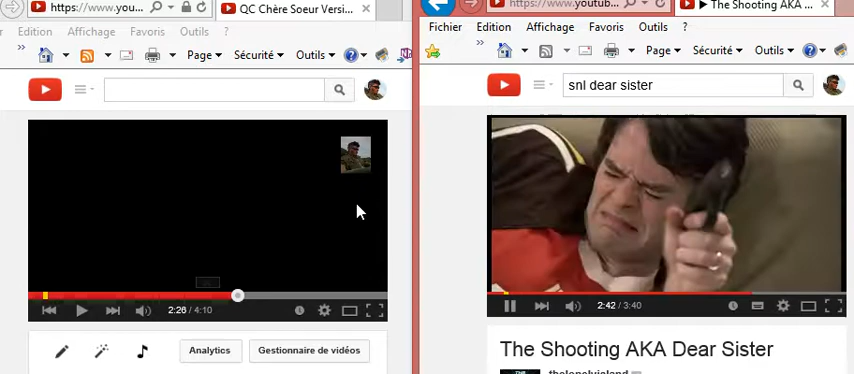 https://www.you...
QC Chère Soeur Versi...
Edition Affichage Favoris Outils ?
Page Sécurité Outils
Analytics
Gestionnaire de vidéos
2:26 / 4:10
https://www.youtub...
The Shooting AKA ...
Fichier Edition Affichage Favoris Outils ?
Page Sécurité Outils
snl dear sister
2:42 / 3:40
The Shooting AKA Dear Sister
thelonelyisland